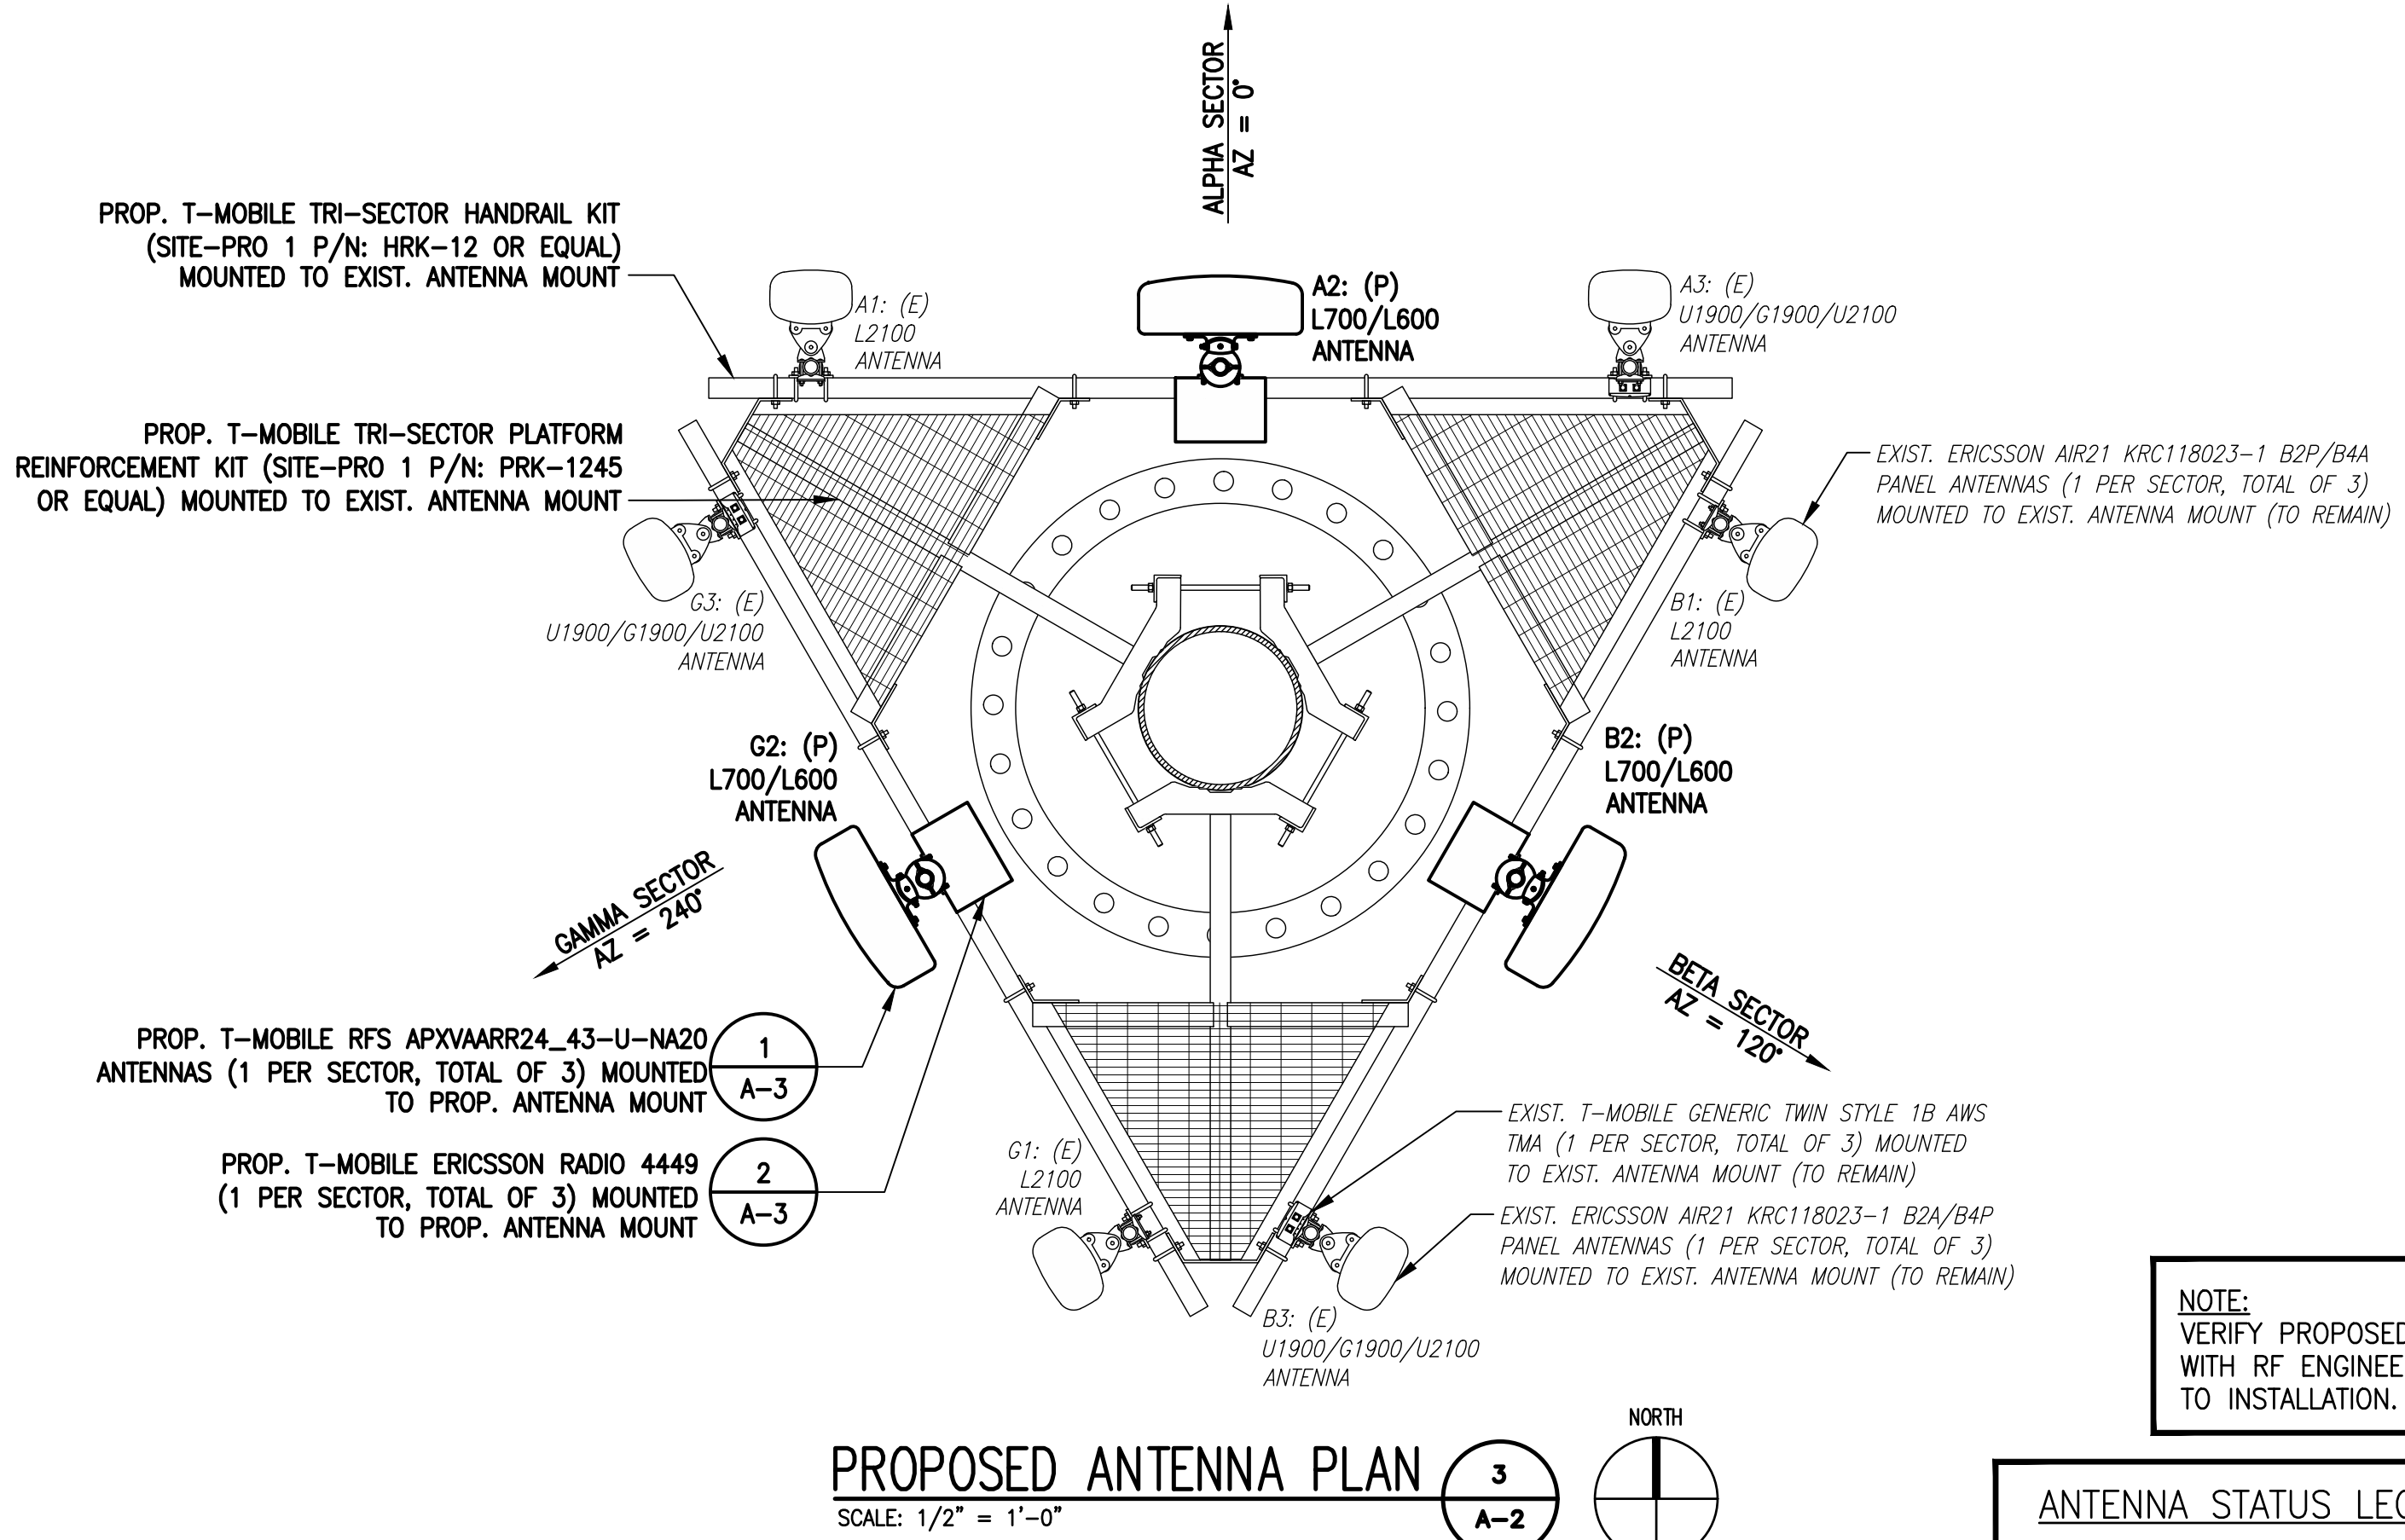 ALPHA SECTOR
AZ = 0°
PROP. T-MOBILE TRI-SECTOR HANDRAIL KIT
(SITE-PRO 1 P/N: HRK-12 OR EQUAL)
MOUNTED TO EXIST. ANTENNA MOUNT
A1: (E)
L2100
ANTENNA
A2: (P)
L700/L600
ANTENNA
A3: (E)
U1900/G1900/U2100
ANTENNA
PROP. T-MOBILE TRI-SECTOR PLATFORM
REINFORCEMENT KIT (SITE-PRO 1 P/N: PRK-1245
OR EQUAL) MOUNTED TO EXIST. ANTENNA MOUNT
EXIST. ERICSSON AIR21 KRC118023-1 B2P/B4A
PANEL ANTENNAS (1 PER SECTOR, TOTAL OF 3)
MOUNTED TO EXIST. ANTENNA MOUNT (TO REMAIN)
G3: (E)
U1900/G1900/U2100
ANTENNA
B1: (E)
L2100
ANTENNA
G2: (P)
L700/L600
ANTENNA
B2: (P)
L700/L600
ANTENNA
GAMMA SECTOR
AZ = 240°
BETA SECTOR
AZ = 120°
PROP. T-MOBILE RFS APXVAARR24_43-U-NA20
ANTENNAS (1 PER SECTOR, TOTAL OF 3) MOUNTED
TO PROP. ANTENNA MOUNT
1
A-3
PROP. T-MOBILE ERICSSON RADIO 4449
(1 PER SECTOR, TOTAL OF 3) MOUNTED
TO PROP. ANTENNA MOUNT
2
A-3
G1: (E)
L2100
ANTENNA
EXIST. T-MOBILE GENERIC TWIN STYLE 1B AWS
TMA (1 PER SECTOR, TOTAL OF 3) MOUNTED
TO EXIST. ANTENNA MOUNT (TO REMAIN)
EXIST. ERICSSON AIR21 KRC118023-1 B2A/B4P
PANEL ANTENNAS (1 PER SECTOR, TOTAL OF 3)
MOUNTED TO EXIST. ANTENNA MOUNT (TO REMAIN)
B3: (E)
U1900/G1900/U2100
ANTENNA
NOTE:
VERIFY PROPOSED
WITH RF ENGINEE
TO INSTALLATION.
PROPOSED ANTENNA PLAN
SCALE: 1/2" = 1'-0"
3
A-2
NORTH
ANTENNA STATUS LEG